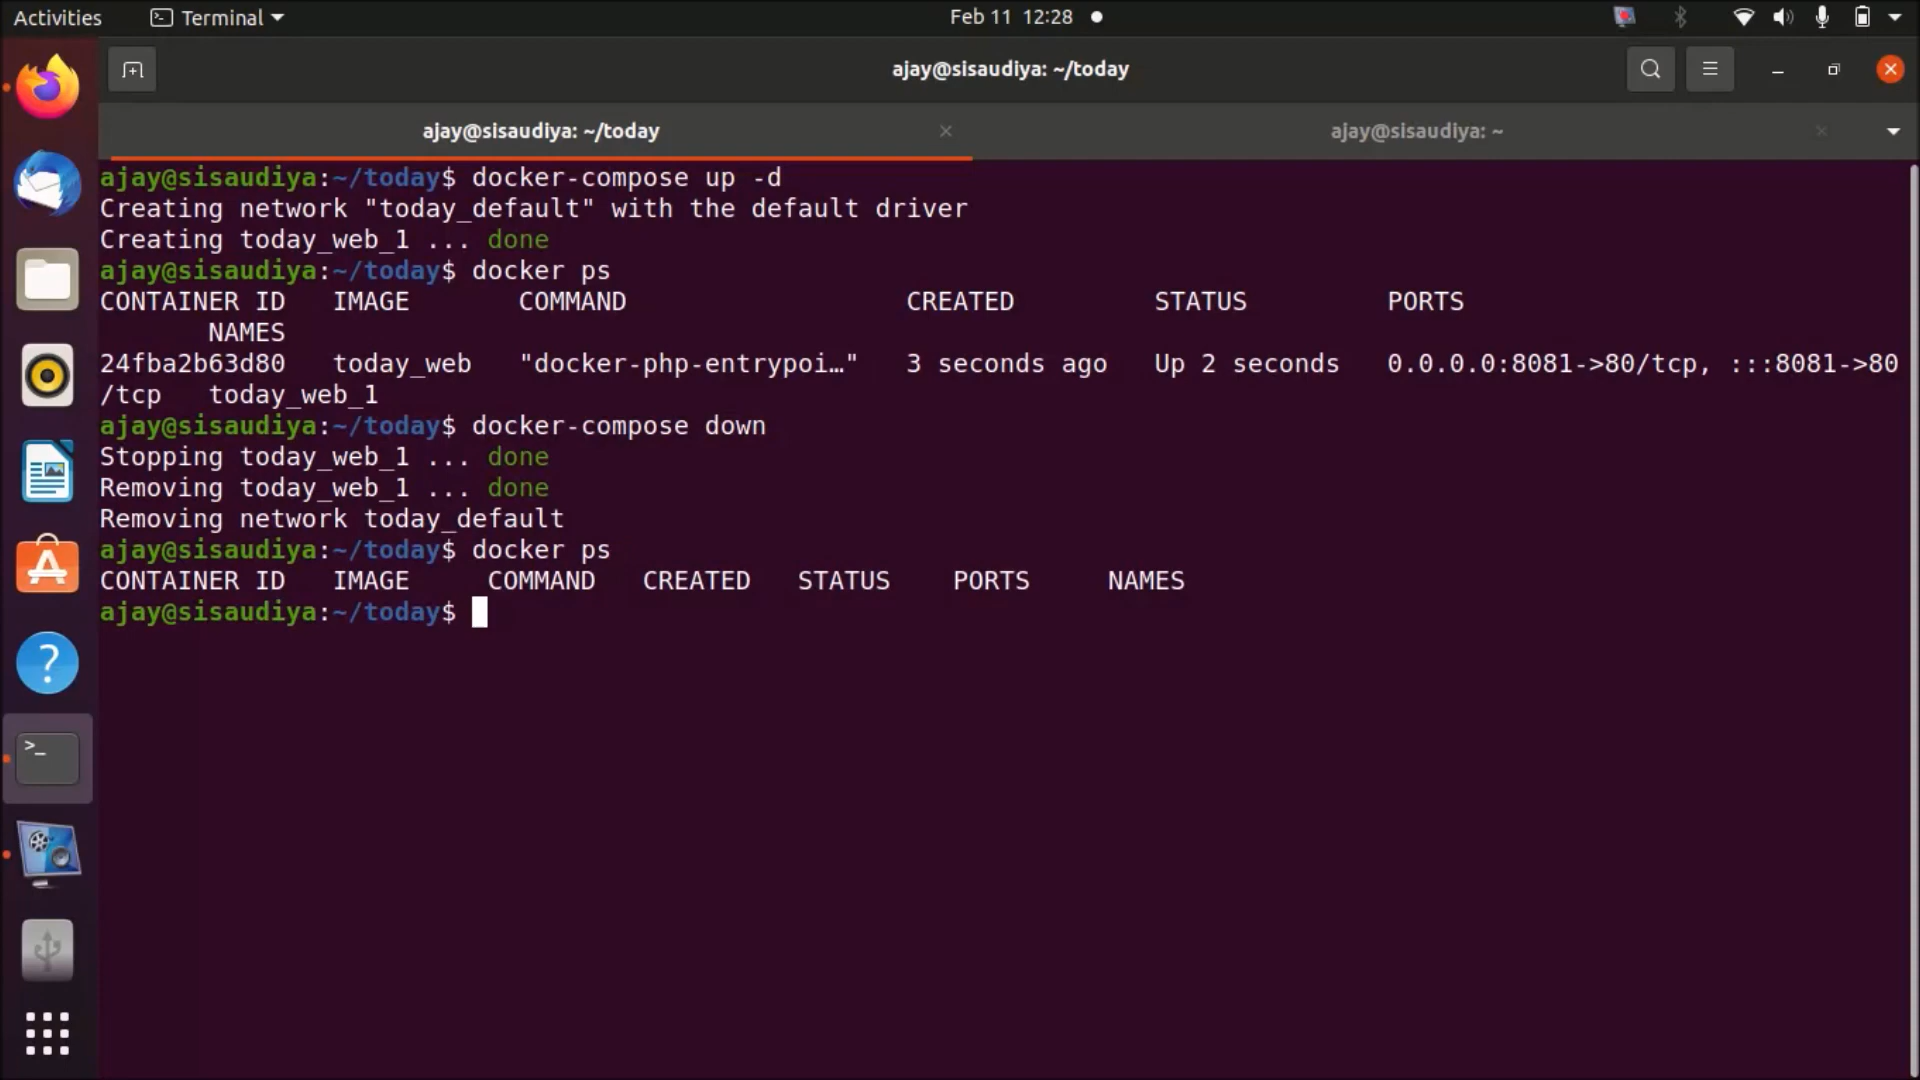 Activities Terminal Feb 11 12:28
ajay@sisaudiya: ~/today
ajay@sisaudiya: ~/today ajay@sisaudiya: ~
ajay@sisaudiya:~/today$ docker-compose up -d
Creating network "today_default" with the default driver
Creating today_web_1 ... done
ajay@sisaudiya:~/today$ docker ps
CONTAINER ID IMAGE COMMAND CREATED STATUS PORTS
NAMES
24fba2b63d80 today_web "docker-php-entrypoi…" 3 seconds ago Up 2 seconds 0.0.0.0:8081->80/tcp, :::8081->80
/tcp today_web_1
ajay@sisaudiya:~/today$ docker-compose down
Stopping today_web_1 ... done
Removing today_web_1 ... done
Removing network today_default
ajay@sisaudiya:~/today$ docker ps
CONTAINER ID IMAGE COMMAND CREATED STATUS PORTS NAMES
ajay@sisaudiya:~/today$